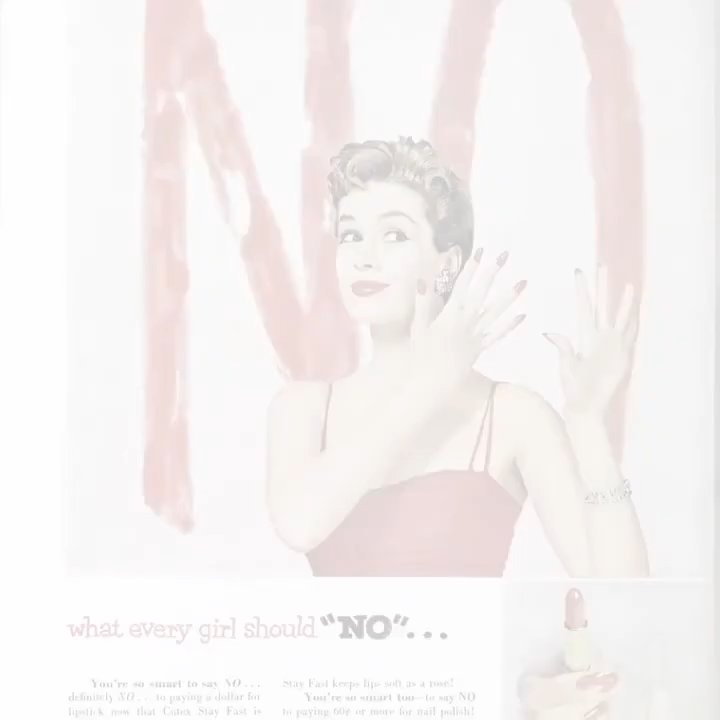 NO
what every girl should "NO"...
You're so smart to say NO...
definitely NO... to paying a dollar for
lipstick now that Cutex Stay Fast is
Stay Fast keeps lips soft as a rose!
You're so smart too—to say NO
to paying 60¢ or more for nail polish!